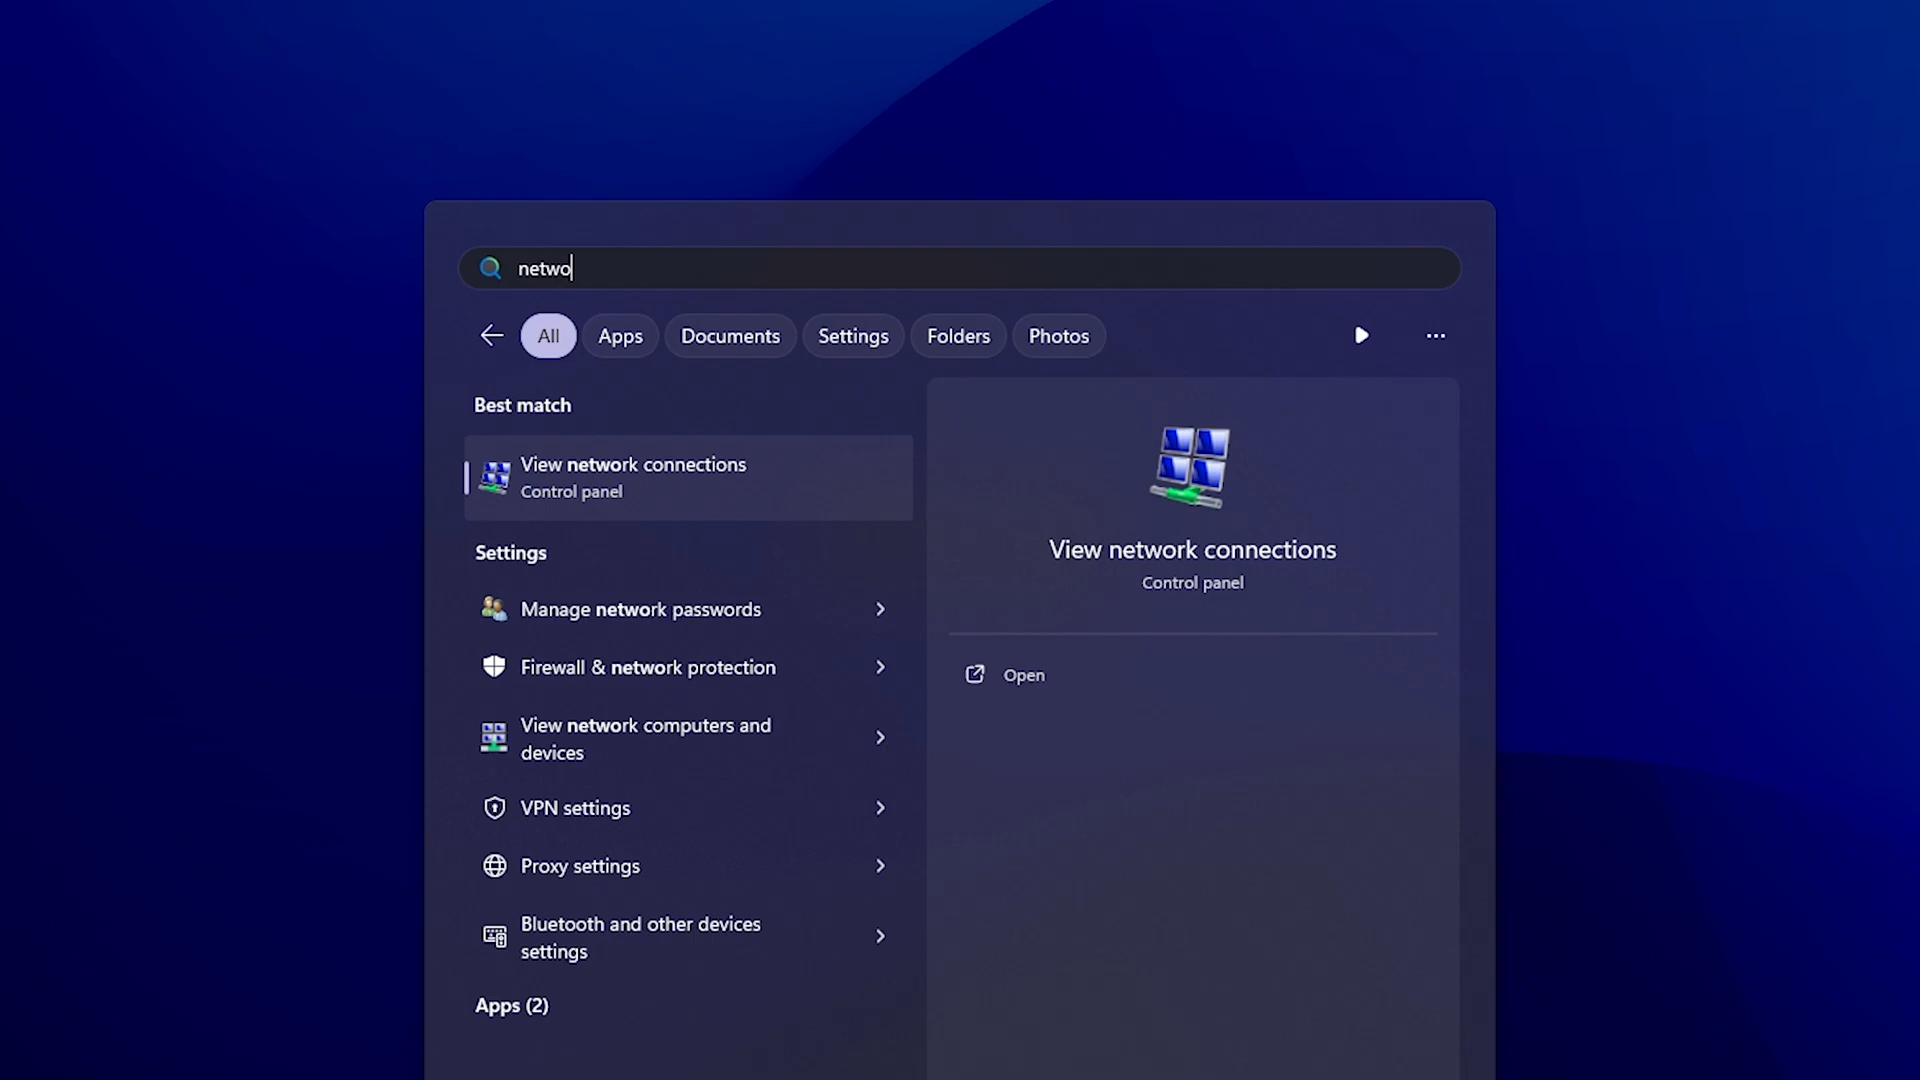 netwo
All Apps Documents Settings Folders Photos
Best match
View network connections
Control panel
Settings
Manage network passwords
Firewall & network protection
View network computers and
devices
VPN settings
Proxy settings
Bluetooth and other devices
settings
Apps (2)
View network connections
Control panel
Open